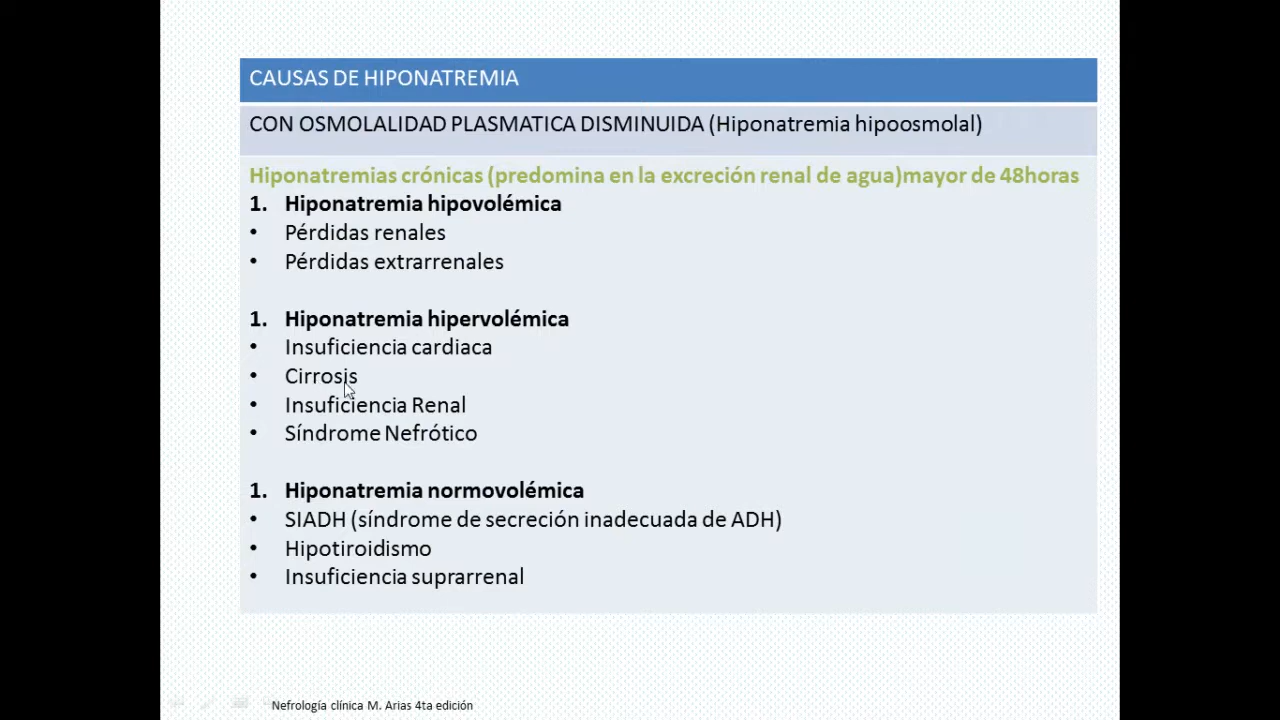 CAUSAS DE HIPONATREMIA
CON OSMOLALIDAD PLASMATICA DISMINUIDA (Hiponatremia hipoosmolal)
Hiponatremias crónicas (predomina en la excreción renal de agua)mayor de 48horas
1. Hiponatremia hipovolémica
• Pérdidas renales
• Pérdidas extrarrenales
1. Hiponatremia hipervolémica
• Insuficiencia cardiaca
• Cirrosis
• Insuficiencia Renal
• Síndrome Nefrótico
1. Hiponatremia normovolémica
• SIADH (síndrome de secreción inadecuada de ADH)
• Hipotiroidismo
• Insuficiencia suprarrenal
Nefrología clínica M. Arias 4ta edición